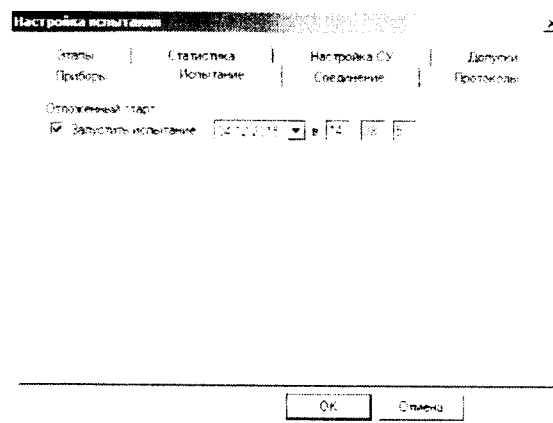 Настройка испытания
Этапы Статистика Настройка СУ Допуски
Приборы Испытание Соединение Протоколы
Отложенный старт
Запустить испытание в 14
OK Отмена